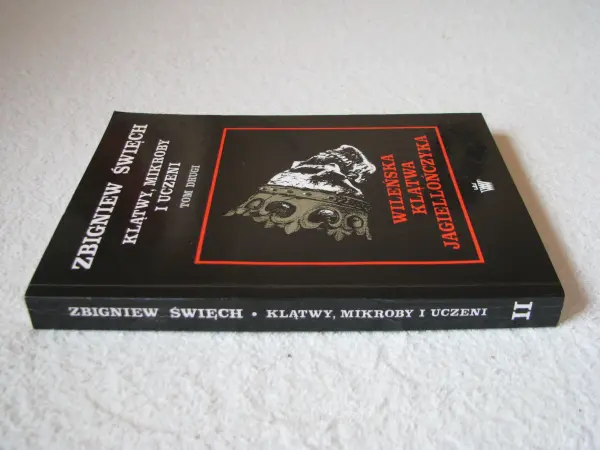 ZBIGNIEW ŚWIĘCH
KLĄTWY, MIKROBY
I UCZENI
TOM DRUGI
WILEŃSKA
KLĄTWA
JAGIELLOŃCZYKA
ZBIGNIEW ŚWIĘCH • KLĄTWY, MIKROBY I UCZENI II